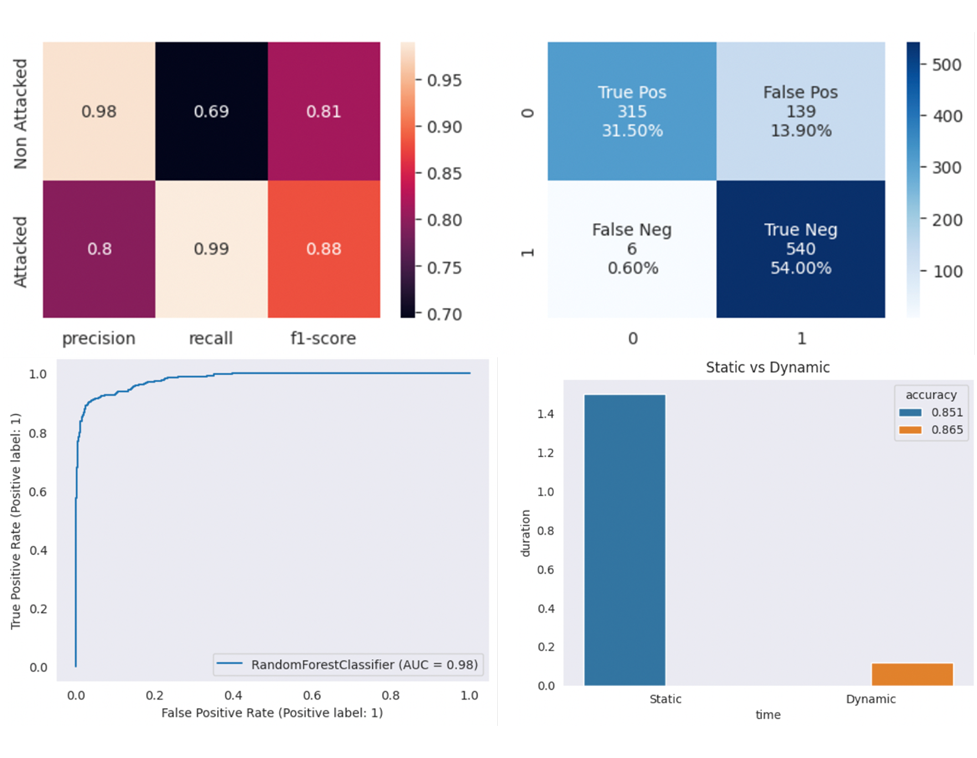 Non Attacked
Attacked
0.98
0.69
0.81
0.8
0.99
0.88
precision
recall
f1-score
0.95
0.90
0.85
0.80
0.75
0.70
0
1
True Pos
315
31.50%
False Pos
139
13.90%
False Neg
6
0.60%
True Neg
540
54.00%
0
1
500
400
300
200
100
True Positive Rate (Positive label: 1)
1.0
0.8
0.6
0.4
0.2
0.0
RandomForestClassifier (AUC = 0.98)
0.0
0.2
0.4
0.6
0.8
1.0
False Positive Rate (Positive label: 1)
Static vs Dynamic
accuracy
0.851
0.865
duration
1.4
1.2
1.0
0.8
0.6
0.4
0.2
0.0
Static
Dynamic
time